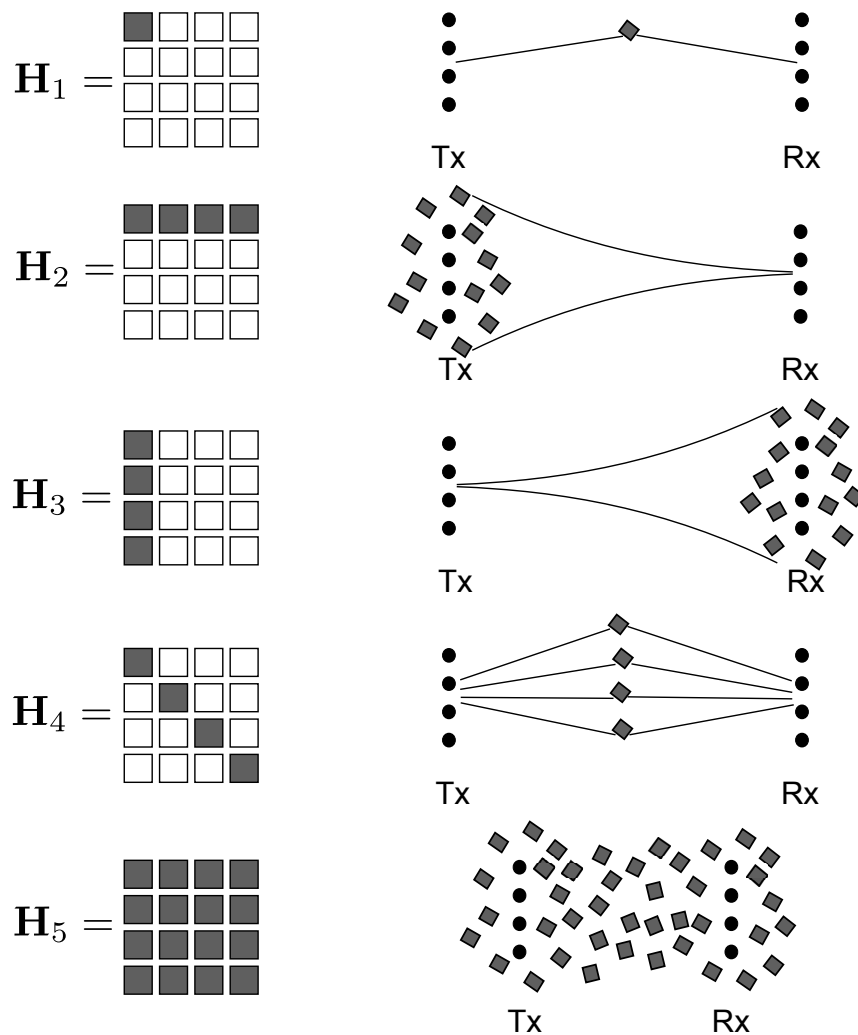 H₁ =
Tx Rx
H₂ =
Tx Rx
H₃ =
Tx Rx
H₄ =
Tx Rx
H₅ =
Tx Rx